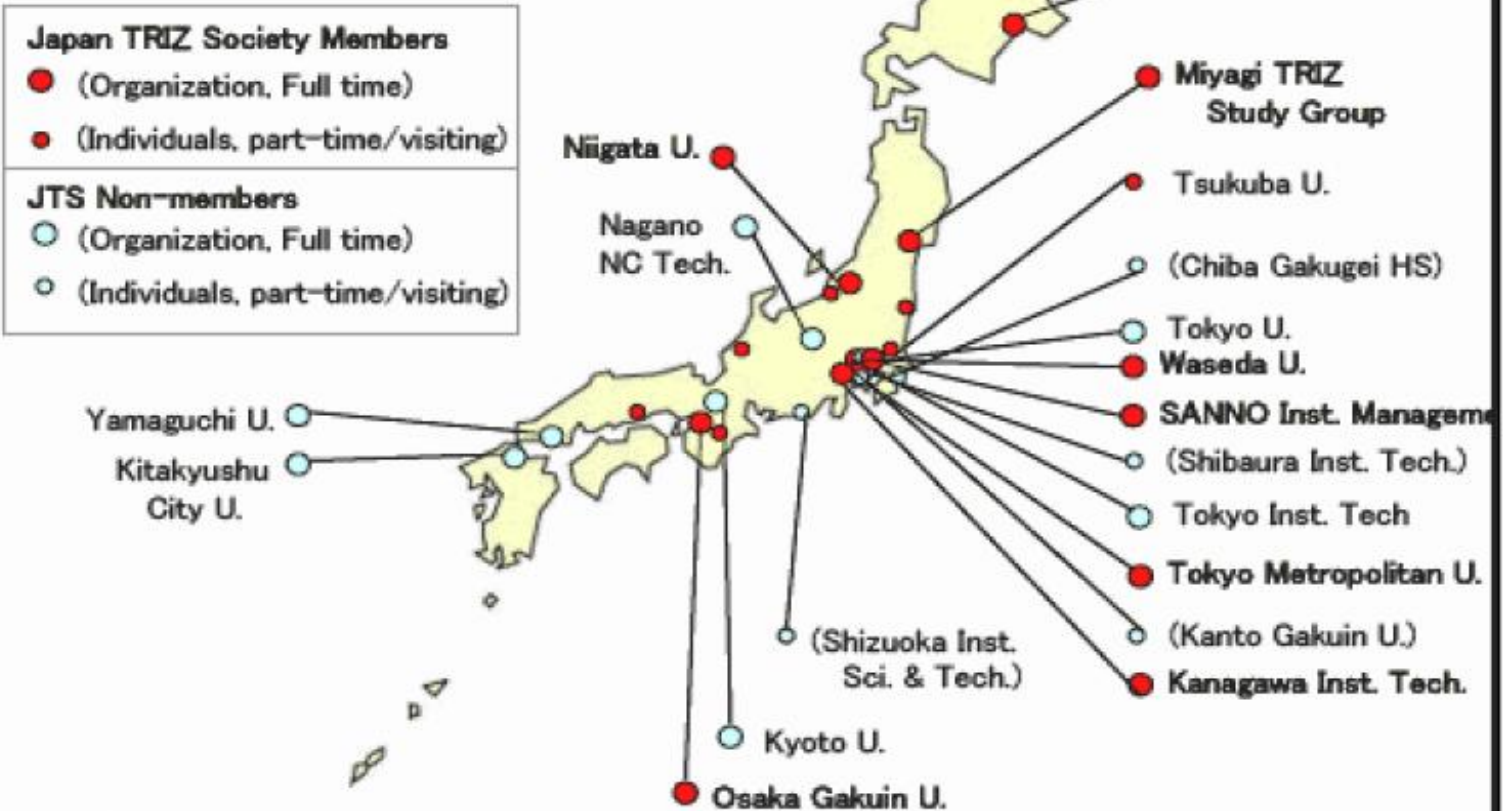 Japan TRIZ Society Members
(Organization, Full time)
(Individuals, part-time/visiting)
JTS Non-members
(Organization, Full time)
(Individuals, part-time/visiting)
Niigata U.
Nagano
NC Tech.
Yamaguchi U.
Kitakyushu
City U.
Miyagi TRIZ
Study Group
Tsukuba U.
(Chiba Gakugei HS)
Tokyo U.
Waseda U.
SANNO Inst. Manageme
(Shibaura Inst. Tech.)
Tokyo Inst. Tech
Tokyo Metropolitan U.
(Kanto Gakuin U.)
Kanagawa Inst. Tech.
(Shizuoka Inst.
Sci. & Tech.)
Kyoto U.
Osaka Gakuin U.